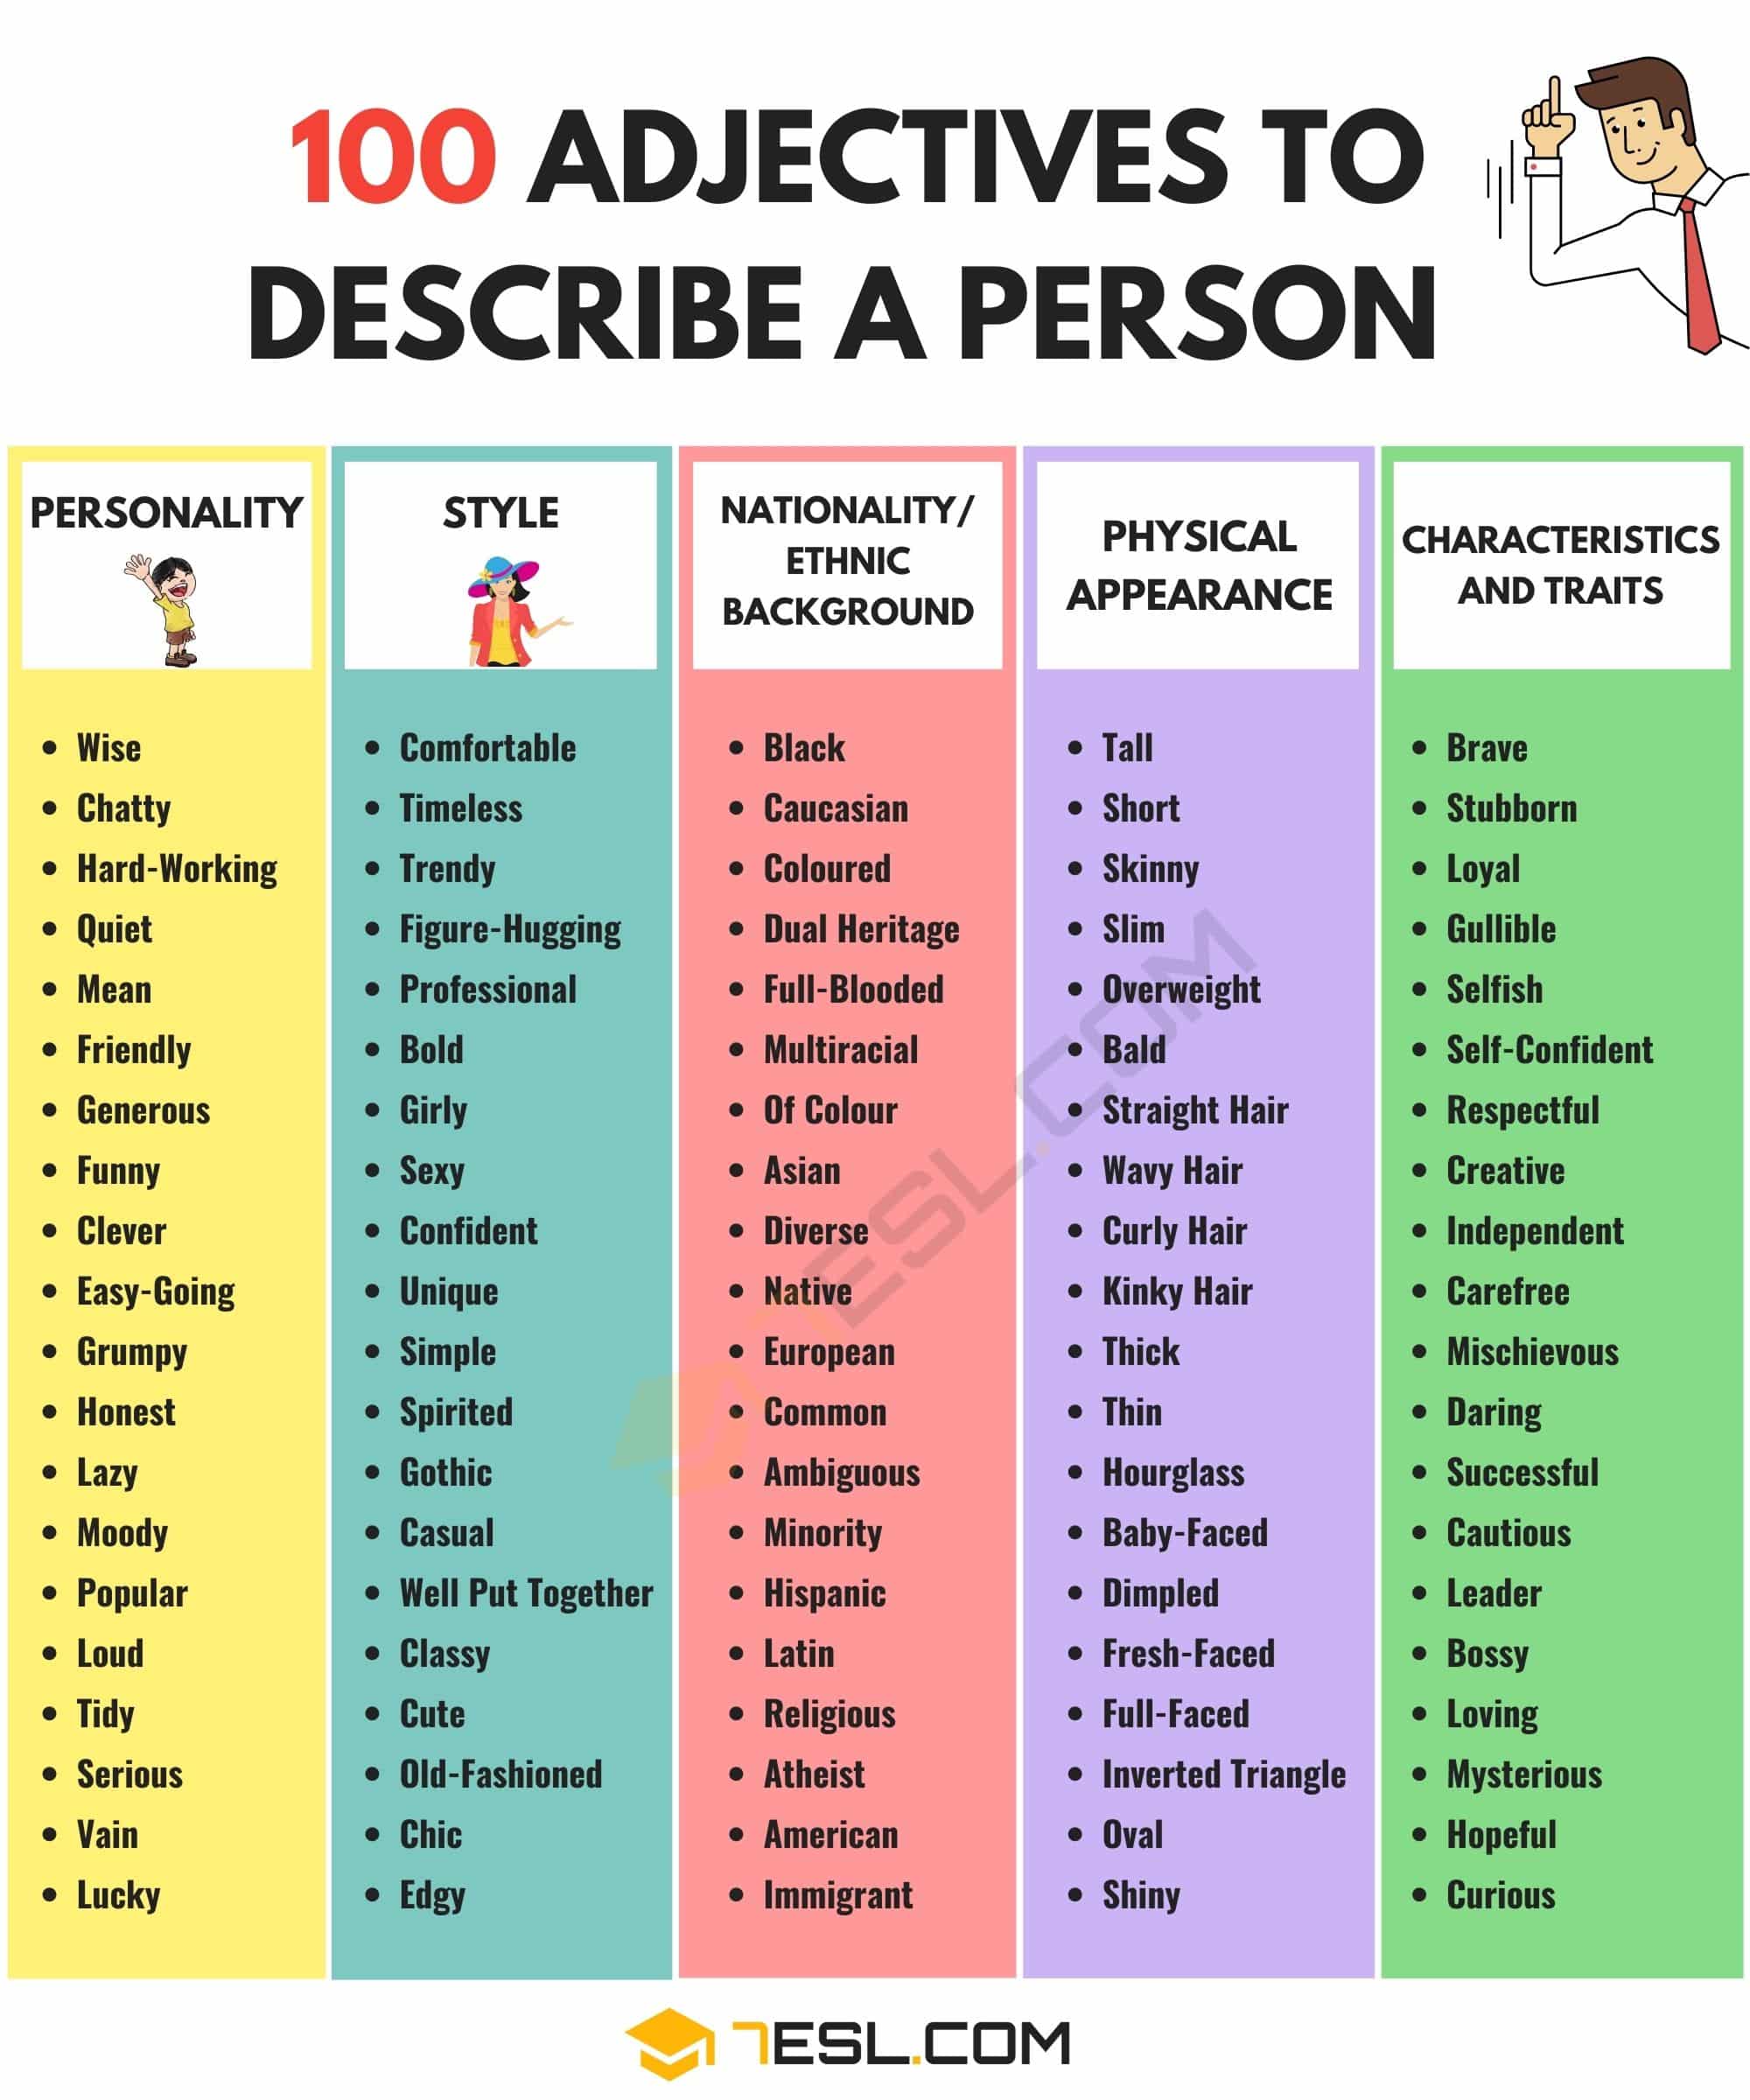 100 ADJECTIVES TO
DESCRIBE A PERSON
PERSONALITY
Wise
Chatty
Hard-Working
Quiet
Mean
Friendly
Generous
Funny
Clever
Easy-Going
Grumpy
Honest
Lazy
Moody
Popular
Loud
Tidy
Serious
Vain
Lucky
STYLE
Comfortable
Timeless
Trendy
Figure-Hugging
Professional
Bold
Girly
Sexy
Confident
Unique
Simple
Spirited
Gothic
Casual
Well Put Together
Classy
Cute
Old-Fashioned
Chic
Edgy
NATIONALITY/
ETHNIC
BACKGROUND
Black
Caucasian
Coloured
Dual Heritage
Full-Blooded
Multiracial
Of Colour
Asian
Diverse
Native
European
Common
Ambiguous
Minority
Hispanic
Latin
Religious
Atheist
American
Immigrant
PHYSICAL
APPEARANCE
Tall
Short
Skinny
Slim
Overweight
Bald
Straight Hair
Wavy Hair
Curly Hair
Kinky Hair
Thick
Thin
Hourglass
Baby-Faced
Dimpled
Fresh-Faced
Full-Faced
Inverted Triangle
Oval
Shiny
CHARACTERISTICS
AND TRAITS
Brave
Stubborn
Loyal
Gullible
Selfish
Self-Confident
Respectful
Creative
Independent
Carefree
Mischievous
Daring
Successful
Cautious
Leader
Bossy
Loving
Mysterious
Hopeful
Curious
7ESL.COM
7ESL.COM